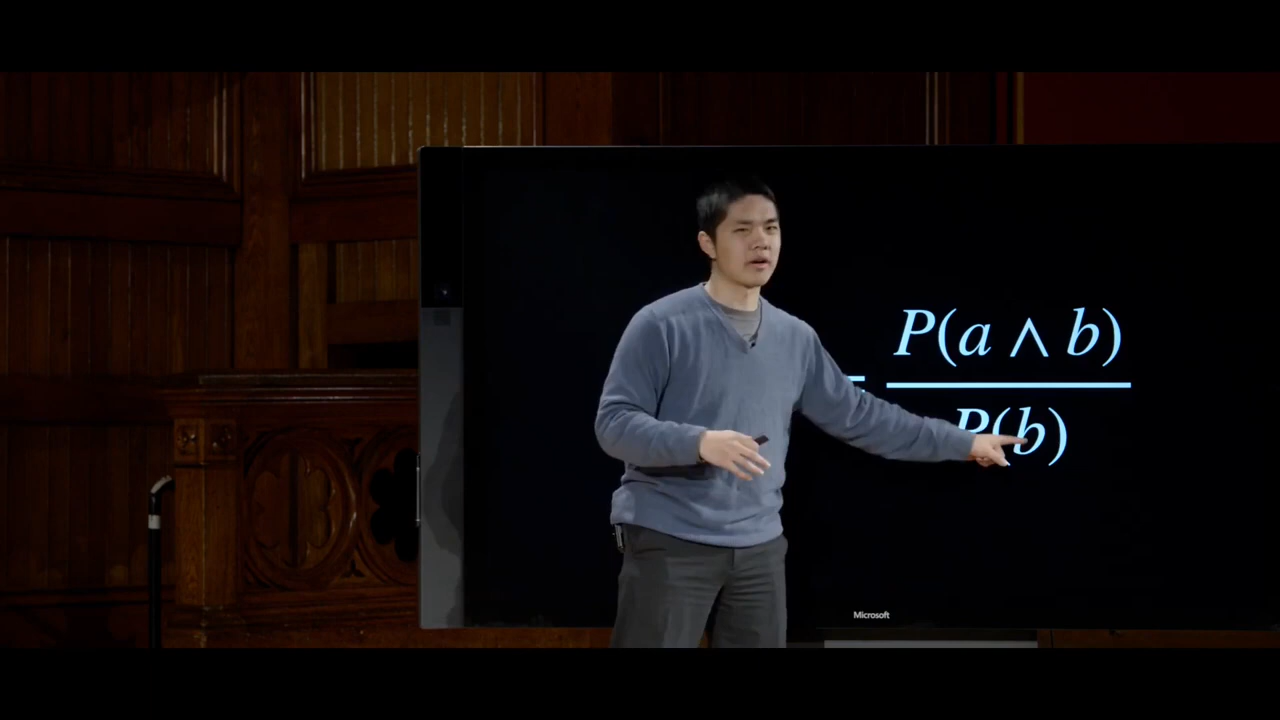 = P(a ∧ b)
P(b)
Microsoft